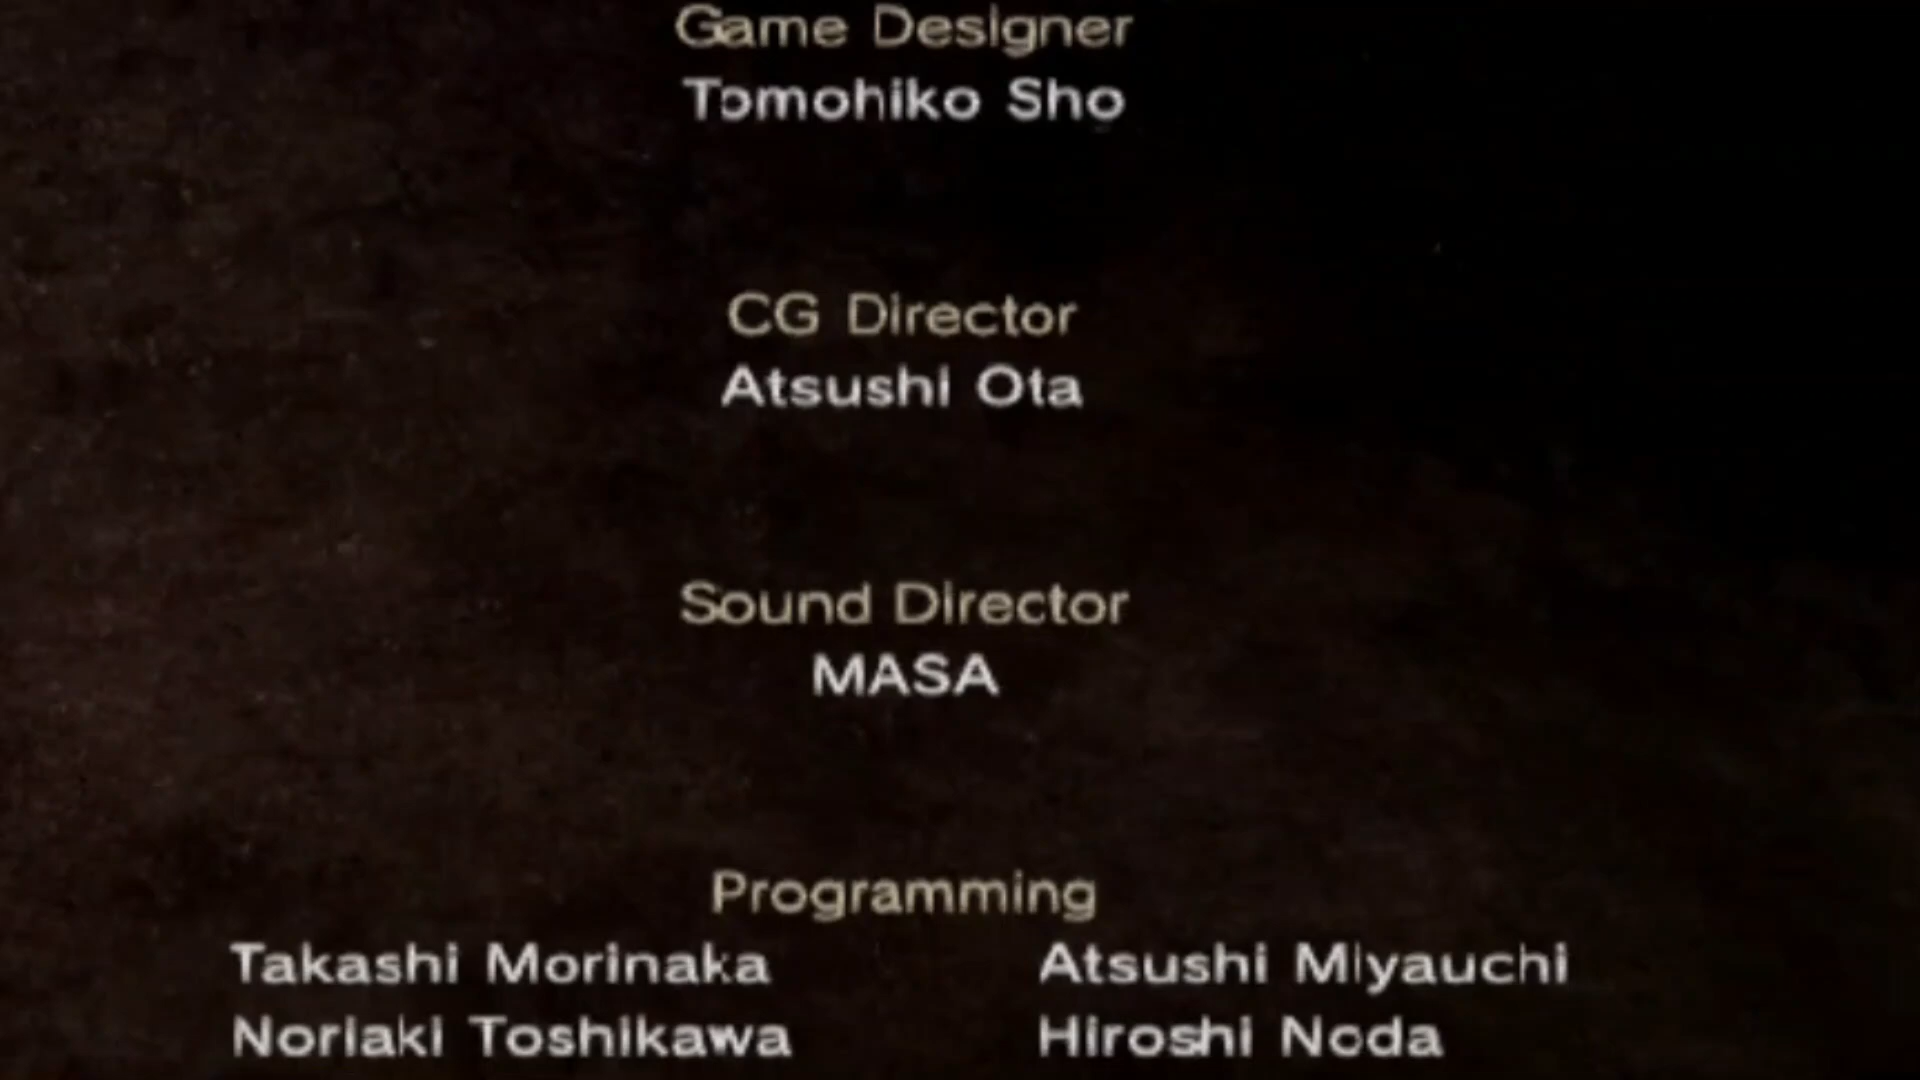 Game Designer
Tomohiko Sho
CG Director
Atsushi Ota
Sound Director
MASA
Programming
Takashi Morinaka
Atsushi Miyauchi
Noriaki Toshikawa
Hiroshi Noda